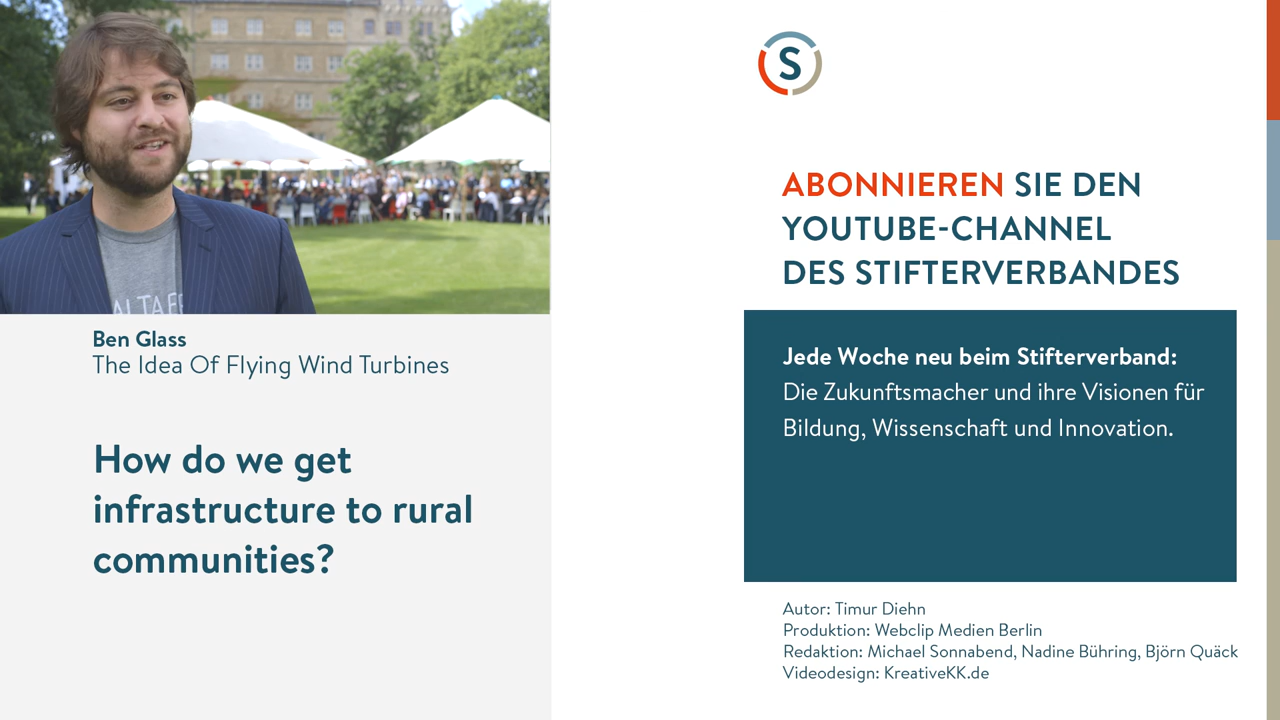 Ben Glass
The Idea Of Flying Wind Turbines
How do we get
infrastructure to rural
communities?
S
ABONNIEREN SIE DEN
YOUTUBE-CHANNEL
DES STIFTERVERBANDES
Jede Woche neu beim Stifterverband:
Die Zukunftsmacher und ihre Visionen für
Bildung, Wissenschaft und Innovation.
Autor: Timur Diehn
Produktion: Webclip Medien Berlin
Redaktion: Michael Sonnabend, Nadine Bühring, Björn Quäck
Videodesign: KreativeKK.de